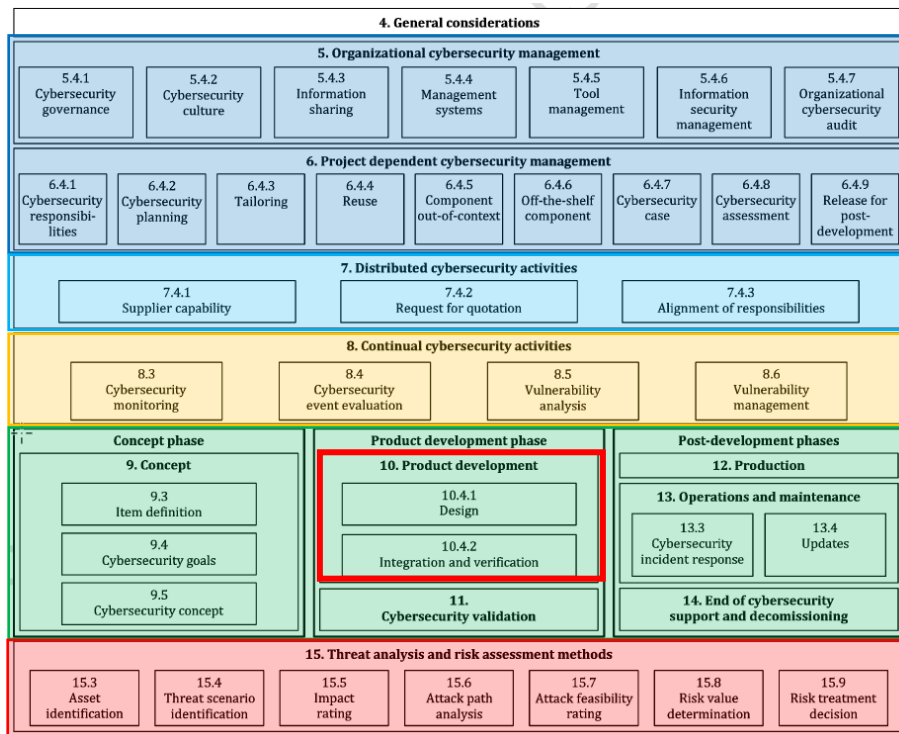 4. General considerations
5. Organizational cybersecurity management
5.4.1
Cybersecurity
governance
5.4.2
Cybersecurity
culture
5.4.3
Information
sharing
5.4.4
Management
systems
5.4.5
Tool
management
5.4.6
Information
security
management
5.4.7
Organizational
cybersecurity
audit
6. Project dependent cybersecurity management
6.4.1
Cybersecurity
responsibi-
lities
6.4.2
Cybersecurity
planning
6.4.3
Tailoring
6.4.4
Reuse
6.4.5
Component
out-of-context
6.4.6
Off-the-shelf
component
6.4.7
Cybersecurity
case
6.4.8
Cybersecurity
assessment
6.4.9
Release for
post-
development
7. Distributed cybersecurity activities
7.4.1
Supplier capability
7.4.2
Request for quotation
7.4.3
Alignment of responsibilities
8. Continual cybersecurity activities
8.3
Cybersecurity
monitoring
8.4
Cybersecurity
event evaluation
8.5
Vulnerability
analysis
8.6
Vulnerability
management
Concept phase
9. Concept
9.3
Item definition
9.4
Cybersecurity goals
9.5
Cybersecurity concept
Product development phase
10. Product development
10.4.1
Design
10.4.2
Integration and verification
11.
Cybersecurity validation
Post-development phases
12. Production
13. Operations and maintenance
13.3
Cybersecurity
incident response
13.4
Updates
14. End of cybersecurity
support and decomissioning
15. Threat analysis and risk assessment methods
15.3
Asset
identification
15.4
Threat scenario
identification
15.5
Impact
rating
15.6
Attack path
analysis
15.7
Attack feasibility
rating
15.8
Risk value
determination
15.9
Risk treatment
decision